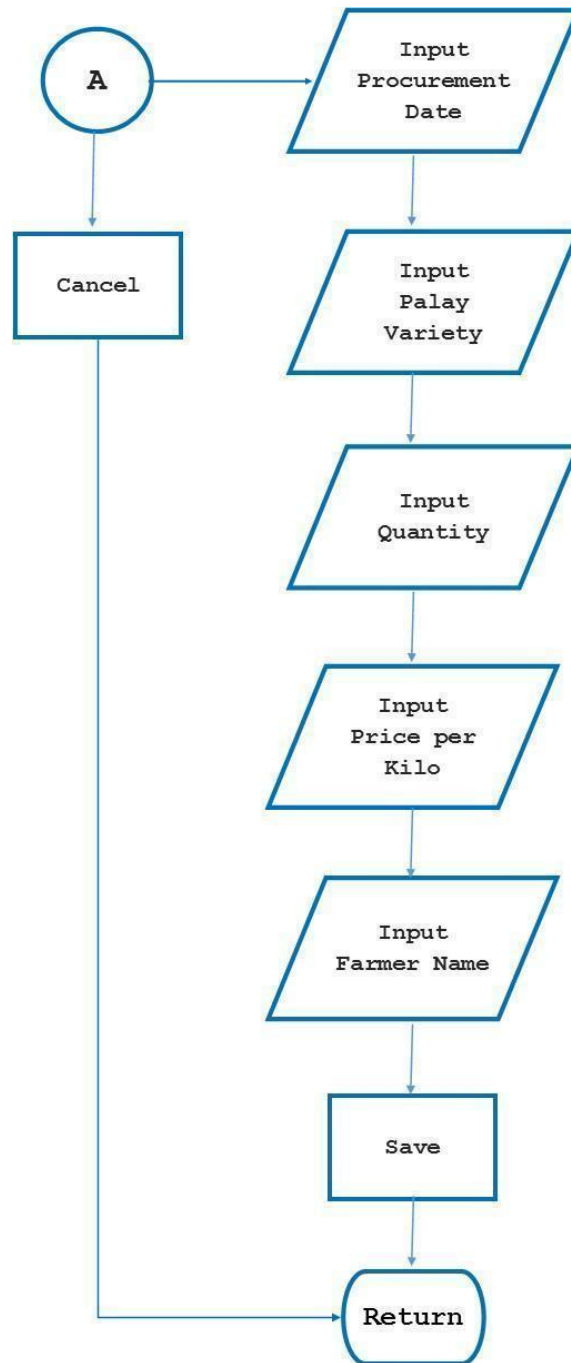 A
Input
Procurement
Date
Cancel
Input
Palay
Variety
Input
Quantity
Input
Price per
Kilo
Input
Farmer Name
Save
Return